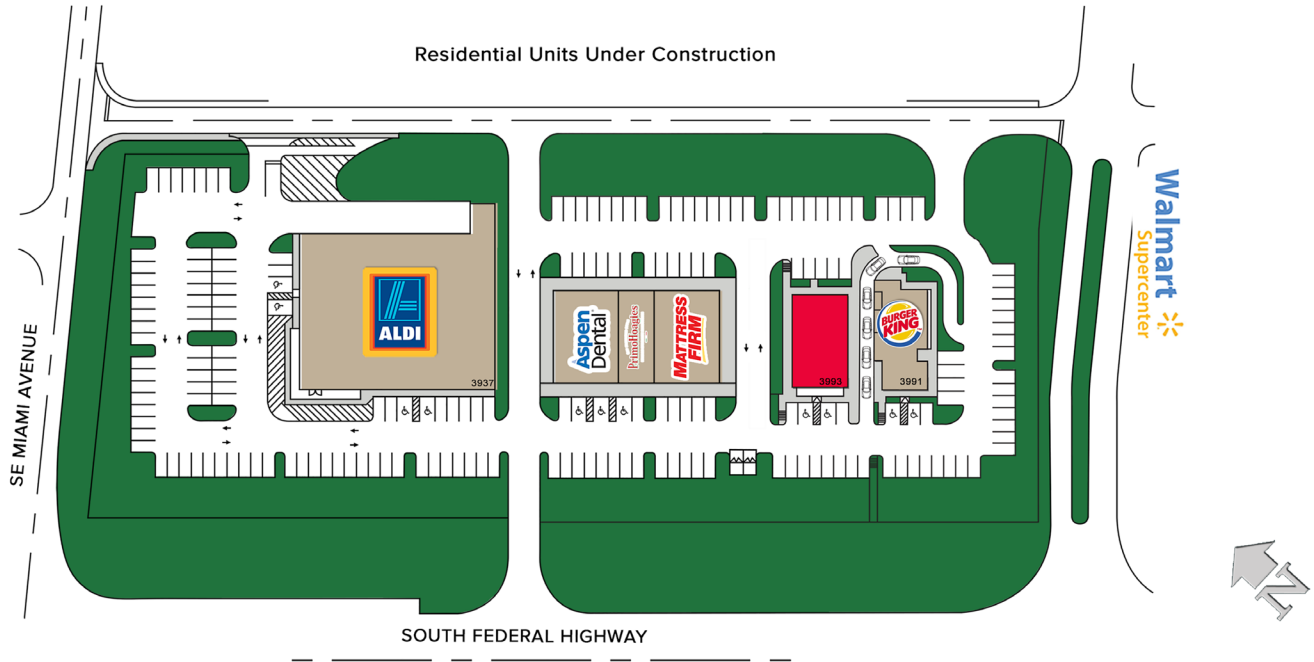 Residential Units Under Construction
Walmart
Supercenter
SE MIAMI AVENUE
ALDI
3937
Aspen
Dental
PrimoHoagies
MATTRESS
FIRM
3993
BURGER
KING
3991
N
SOUTH FEDERAL HIGHWAY